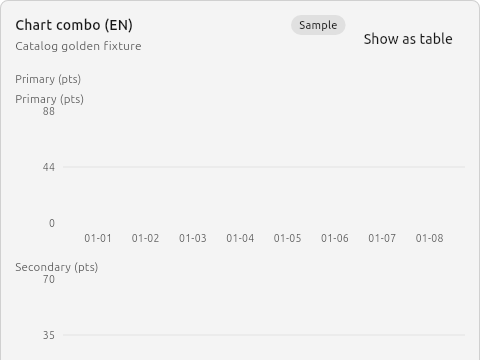 Chart combo (EN)
Sample
Show as table
Catalog golden fixture
Primary (pts)
Primary (pts)
88
44
0
01-01 01-02 01-03 01-04 01-05 01-06 01-07 01-08
Secondary (pts)
70
35